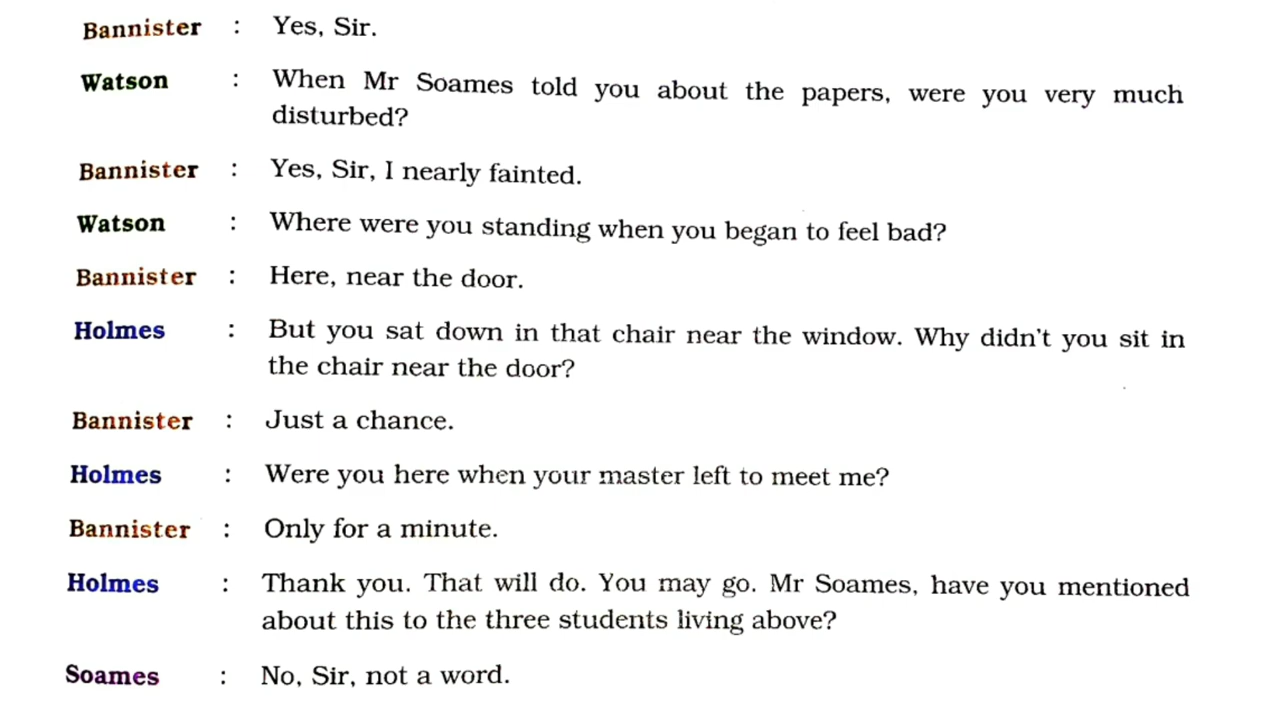 Bannister : Yes, Sir.
Watson : When Mr Soames told you about the papers, were you very much
disturbed?
Bannister : Yes, Sir, I nearly fainted.
Watson : Where were you standing when you began to feel bad?
Bannister : Here, near the door.
Holmes : But you sat down in that chair near the window. Why didn't you sit in
the chair near the door?
Bannister : Just a chance.
Holmes : Were you here when your master left to meet me?
Bannister : Only for a minute.
Holmes : Thank you. That will do. You may go. Mr Soames, have you mentioned
about this to the three students living above?
Soames : No, Sir, not a word.